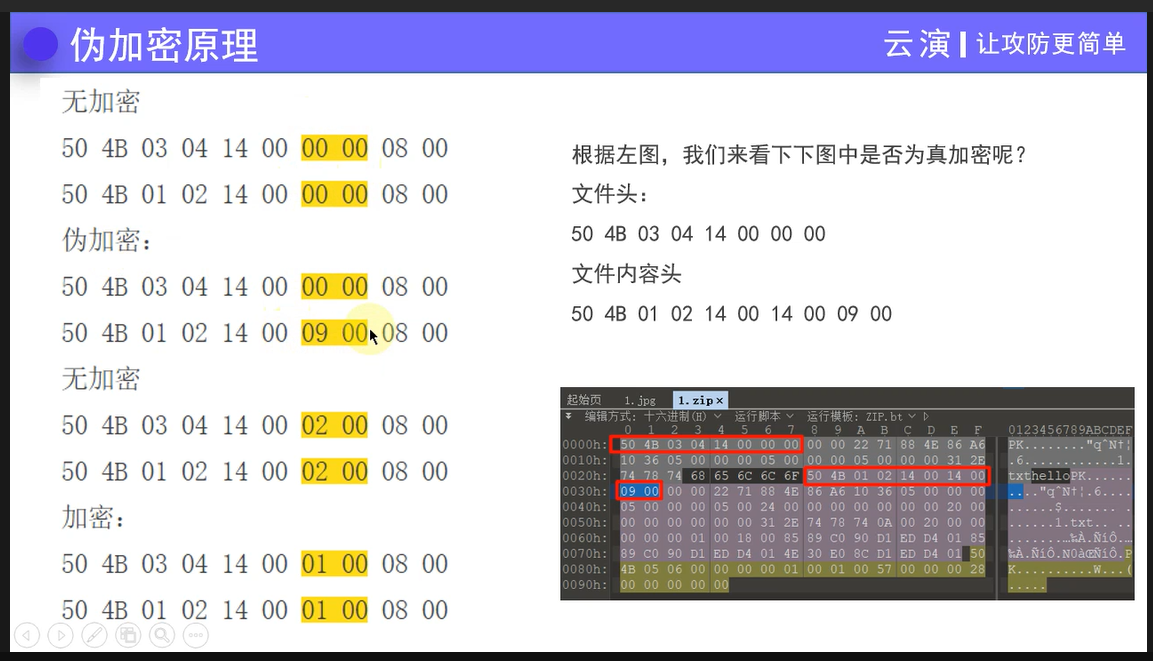 伪加密原理
云演 | 让攻防更简单
无加密
50 4B 03 04 14 00 00 00 08 00
50 4B 01 02 14 00 00 00 08 00
伪加密：
50 4B 03 04 14 00 00 00 08 00
50 4B 01 02 14 00 09 00 08 00
无加密
50 4B 03 04 14 00 02 00 08 00
50 4B 01 02 14 00 02 00 08 00
加密：
50 4B 03 04 14 00 01 00 08 00
50 4B 01 02 14 00 01 00 08 00
根据左图，我们来看下下图中是否为真加密呢？
文件头：
50 4B 03 04 14 00 00 00
文件内容头
50 4B 01 02 14 00 14 00 09 00
起始页 1.jpg 1.zip×
编辑方式：十六进制(H) 运行脚本 运行模板：ZIP.bt
0 1 2 3 4 5 6 7 8 9 A B C D E F 0123456789ABCDEF
0000h: 50 4B 03 04 14 00 00 00 00 00 22 71 88 4E 86 A6 PK........"qˆN†¦
0010h: 10 36 05 00 00 00 05 00 00 00 05 00 00 00 31 2E .6............1.
0020h: 74 78 74 68 65 6C 6C 6F 50 4B 01 02 14 00 14 00 txthelloPK......
0030h: 09 00 00 00 22 71 88 4E 86 A6 10 36 05 00 00 00 ...."qˆN†¦.6....
0040h: 05 00 00 00 05 00 24 00 00 00 00 00 00 00 20 00 ......$....... .
0050h: 00 00 00 00 00 00 31 2E 74 78 74 0A 00 20 00 00 ......1.txt.. ..
0060h: 00 00 00 01 00 18 00 85 89 C0 90 D1 ED D4 01 85
0070h: 89 C0 90 D1 ED D4 01 4E 30 E0 8C D1 ED D4 01 50
0080h: 4B 05 06 00 00 00 00 01 00 01 00 57 00 00 00 28 K..........W...(
0090h: 00 00 00 00 00 .....